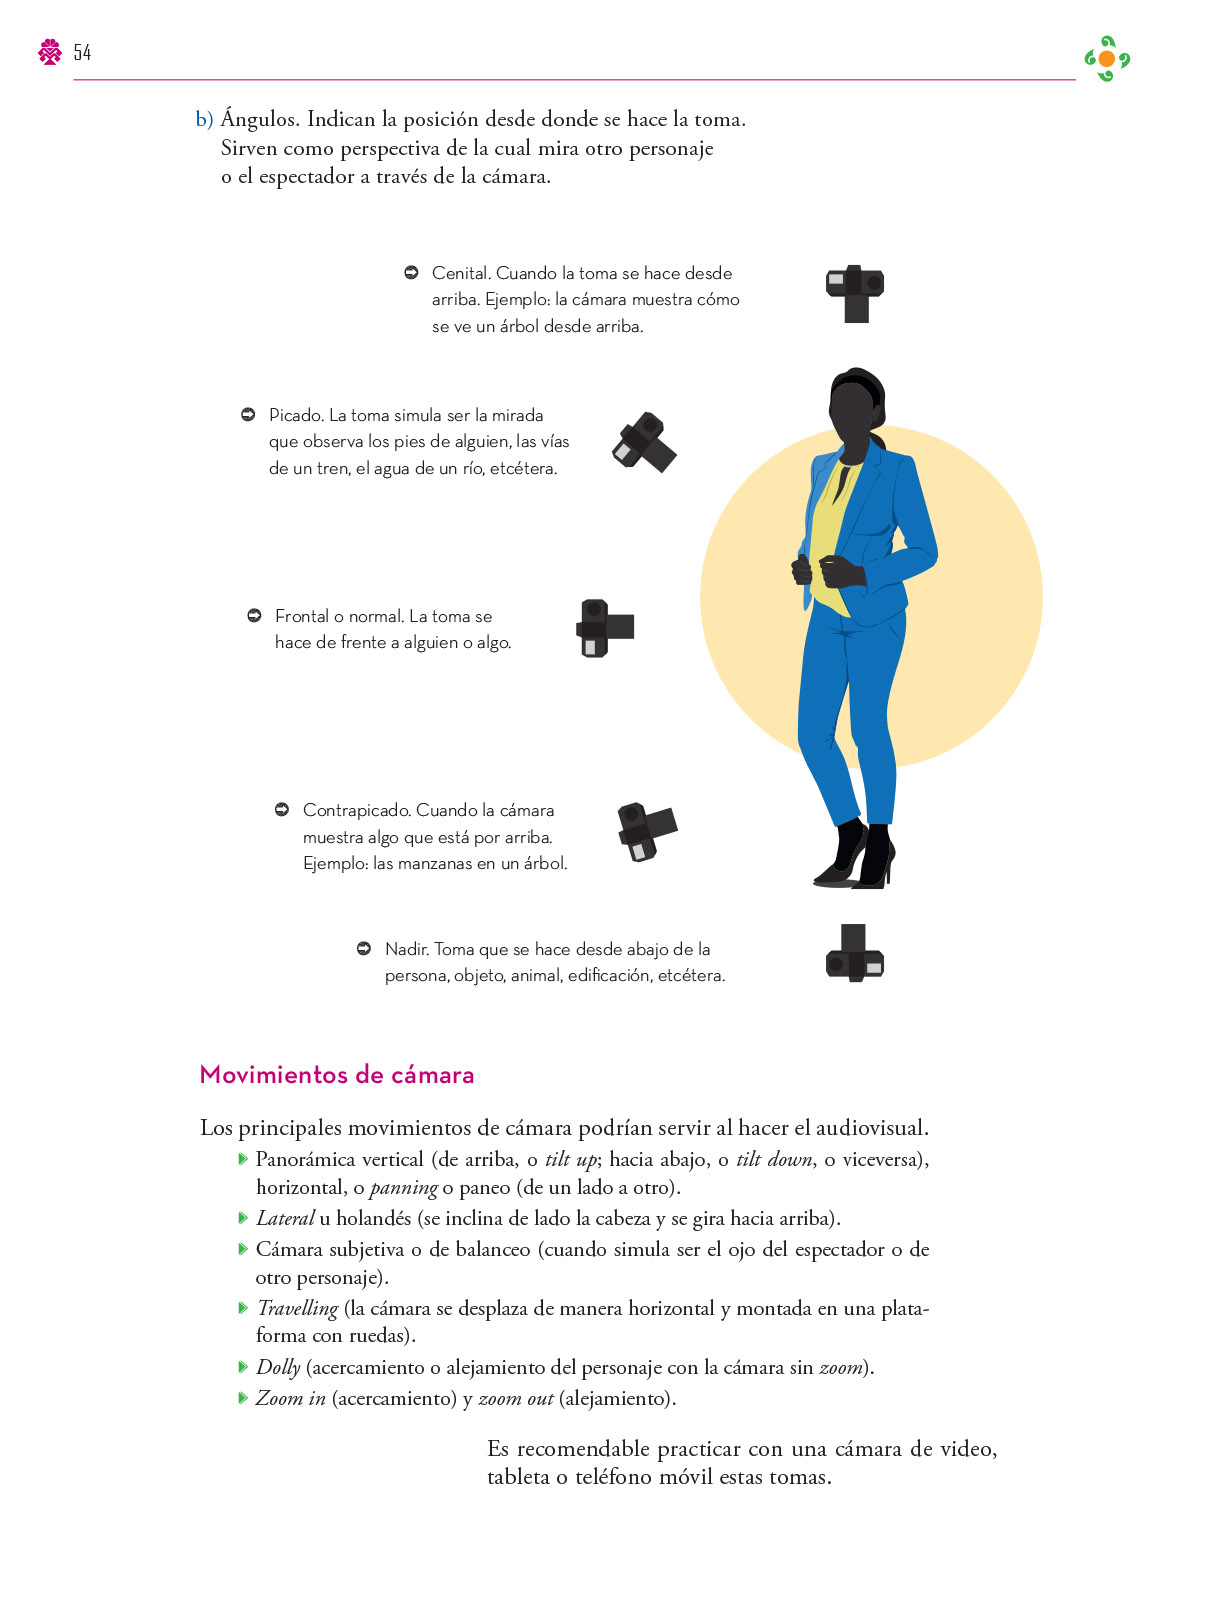 54
b) Ángulos. Indican la posición desde donde se hace la toma.
Sirven como perspectiva de la cual mira otro personaje
o el espectador a través de la cámara.
Cenital. Cuando la toma se hace desde
arriba. Ejemplo: la cámara muestra cómo
se ve un árbol desde arriba.
Picado. La toma simula ser la mirada
que observa los pies de alguien, las vías
de un tren, el agua de un río, etcétera.
Frontal o normal. La toma se
hace de frente a alguien o algo.
Contrapicado. Cuando la cámara
muestra algo que está por arriba.
Ejemplo: las manzanas en un árbol.
Nadir. Toma que se hace desde abajo de la
persona, objeto, animal, edificación, etcétera.
Movimientos de cámara
Los principales movimientos de cámara podrían servir al hacer el audiovisual.
Panorámica vertical (de arriba, o tilt up; hacia abajo, o tilt down, o viceversa),
horizontal, o panning o paneo (de un lado a otro).
Lateral u holandés (se inclina de lado la cabeza y se gira hacia arriba).
Cámara subjetiva o de balanceo (cuando simula ser el ojo del espectador o de
otro personaje).
Travelling (la cámara se desplaza de manera horizontal y montada en una plata-
forma con ruedas).
Dolly (acercamiento o alejamiento del personaje con la cámara sin zoom).
Zoom in (acercamiento) y zoom out (alejamiento).
Es recomendable practicar con una cámara de video,
tableta o teléfono móvil estas tomas.